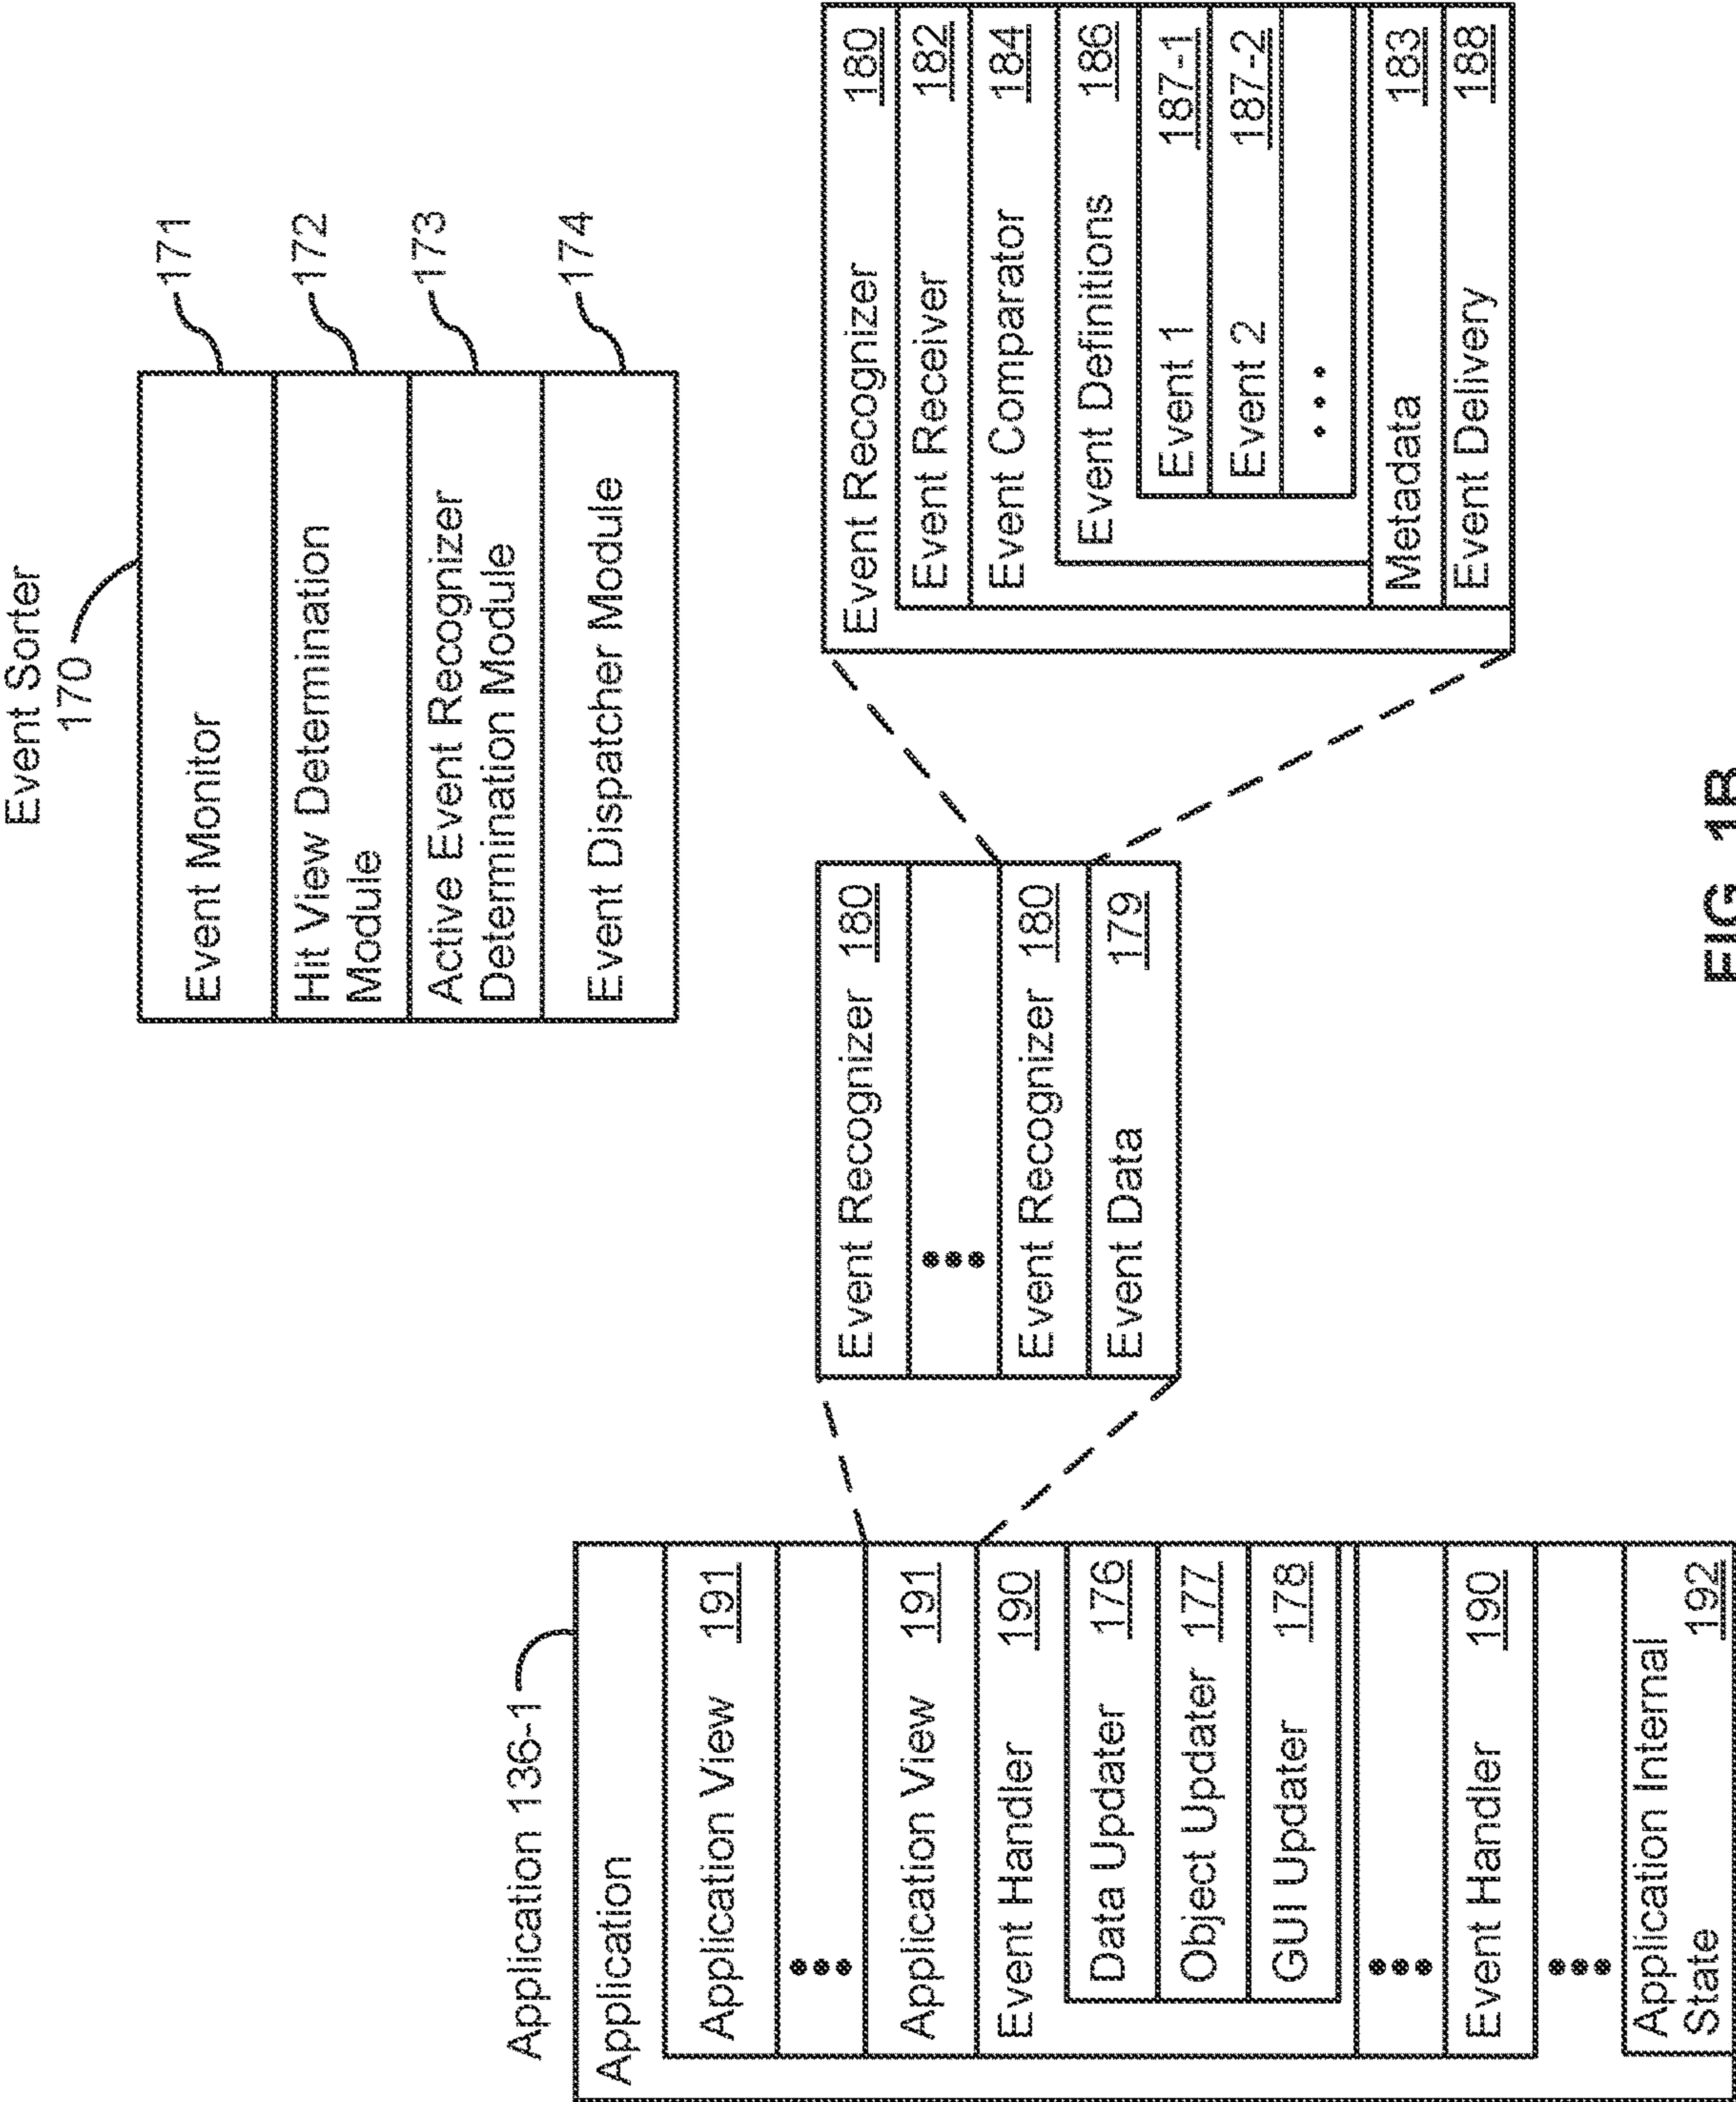 Event Sorter
170
Event Monitor
171
Hit View Determination
Module
172
Active Event Recognizer
Determination Module
173
Event Dispatcher Module
174
Application 136-1
Application
Application View 191
•••
Application View 191
Event Handler 190
Data Updater 176
Object Updater 177
GUI Updater 178
•••
Event Handler 190
•••
Application Internal
State 192
Event Recognizer 180
•••
Event Recognizer 180
Event Data 179
Event Recognizer 180
Event Receiver 182
Event Comparator 184
Event Definitions 186
Event 1 187-1
Event 2 187-2
•••
Metadata 183
Event Delivery 188
FIG. 1B